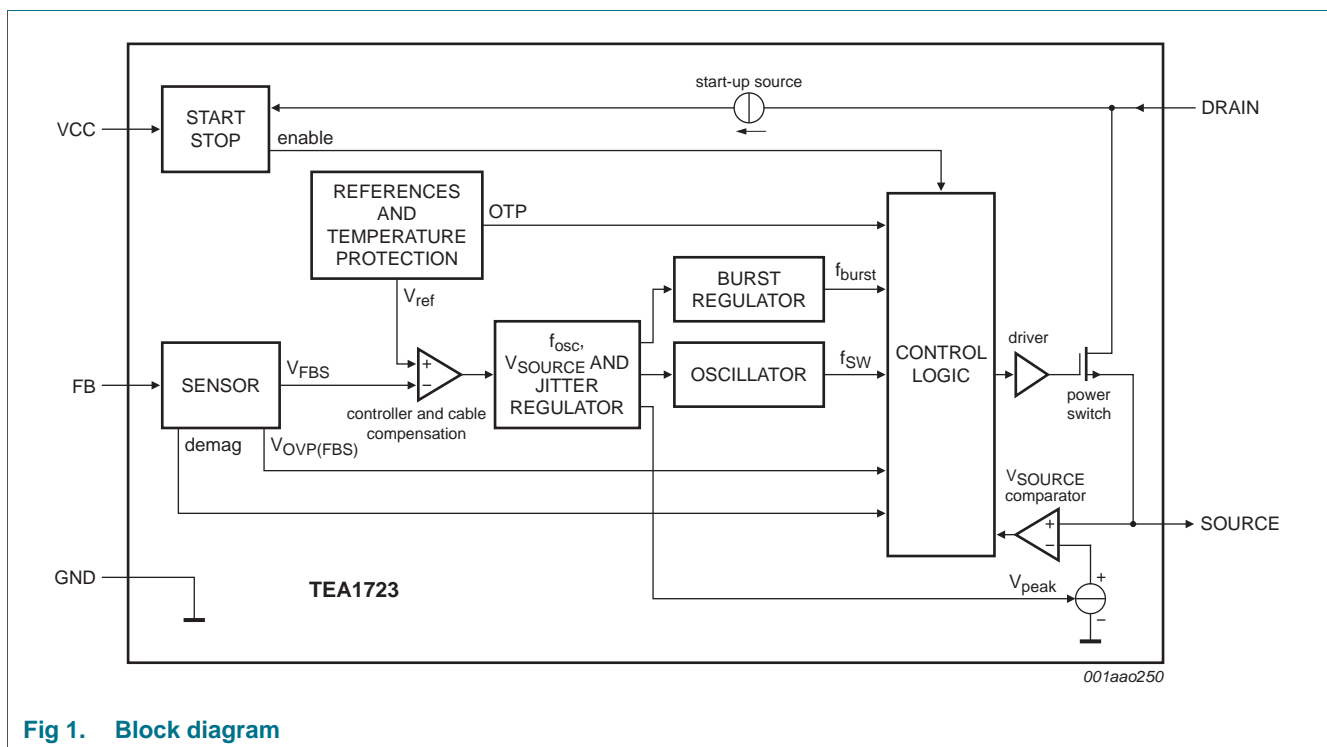 start-up source
START
STOP
VCC
DRAIN
enable
REFERENCES
AND
TEMPERATURE
PROTECTION
OTP
Vref
BURST
REGULATOR
fburst
fosc,
VSOURCE AND
JITTER
REGULATOR
OSCILLATOR
fSW
CONTROL
LOGIC
driver
power
switch
FB
SENSOR
VFBS
+
−
controller and cable
compensation
demag
VOVP(FBS)
VSOURCE
comparator
+
−
SOURCE
GND
TEA1723
Vpeak
+
−
001aao250
Fig 1. Block diagram